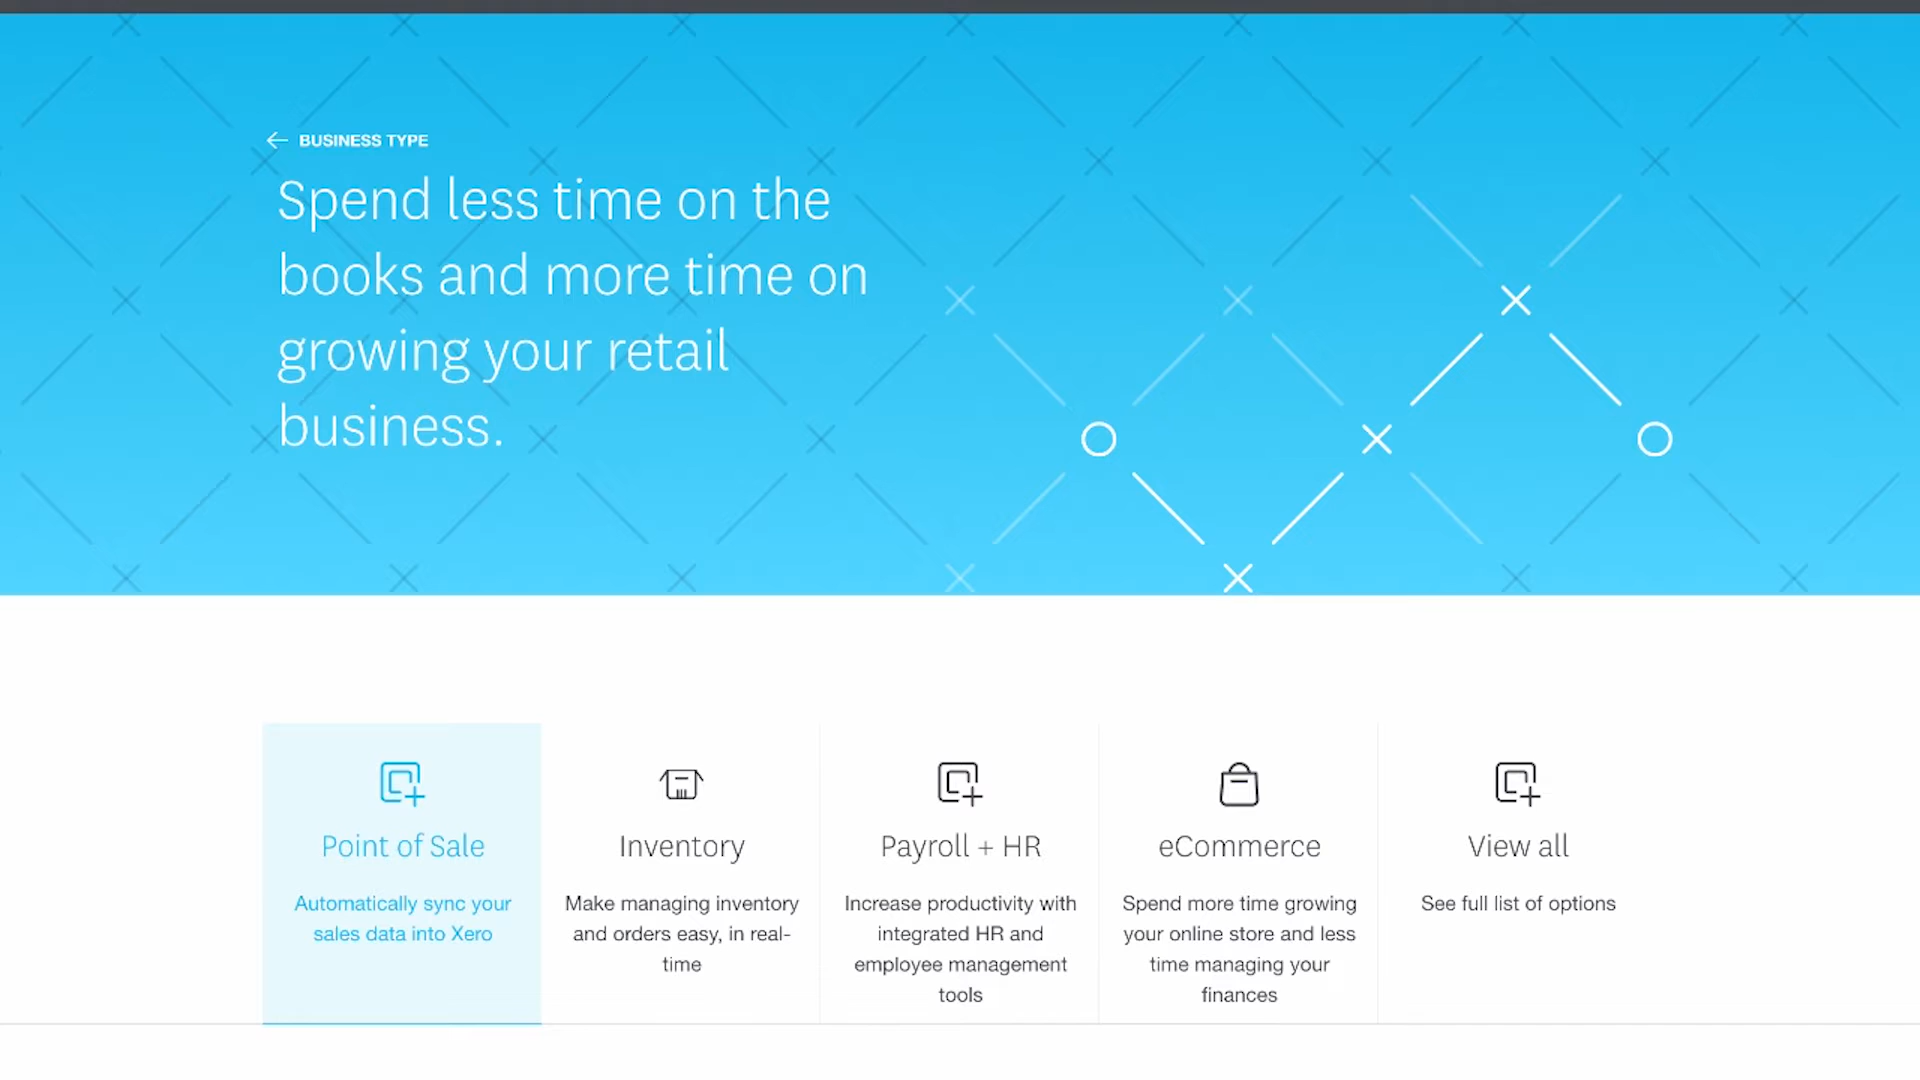 BUSINESS TYPE
Spend less time on the
books and more time on
growing your retail
business.
Point of Sale
Automatically sync your
sales data into Xero
Inventory
Make managing inventory
and orders easy, in real-
time
Payroll + HR
Increase productivity with
integrated HR and
employee management
tools
eCommerce
Spend more time growing
your online store and less
time managing your
finances
View all
See full list of options